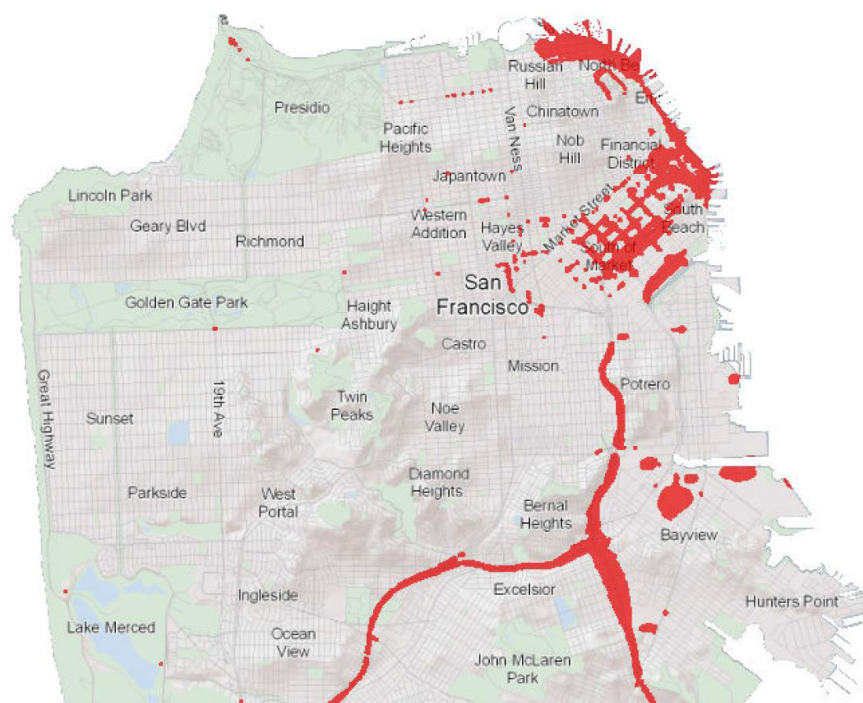 Russian
Hill
North Be
Em
Presidio
Chinatown
Van Ness
Pacific
Heights
Nob
Hill
Financial
District
Japantown
Lincoln Park
Market Street
South
Beach
Geary Blvd
Western
Addition
Hayes
Valley
Richmond
South of
Market
San
Francisco
Golden Gate Park
Haight
Ashbury
Castro
Mission
Great Highway
19th Ave
Twin
Peaks
Potrero
Sunset
Noe
Valley
Parkside
West
Portal
Diamond
Heights
Bernal
Heights
Bayview
Ingleside
Excelsior
Hunters Point
Lake Merced
Ocean
View
John McLaren
Park